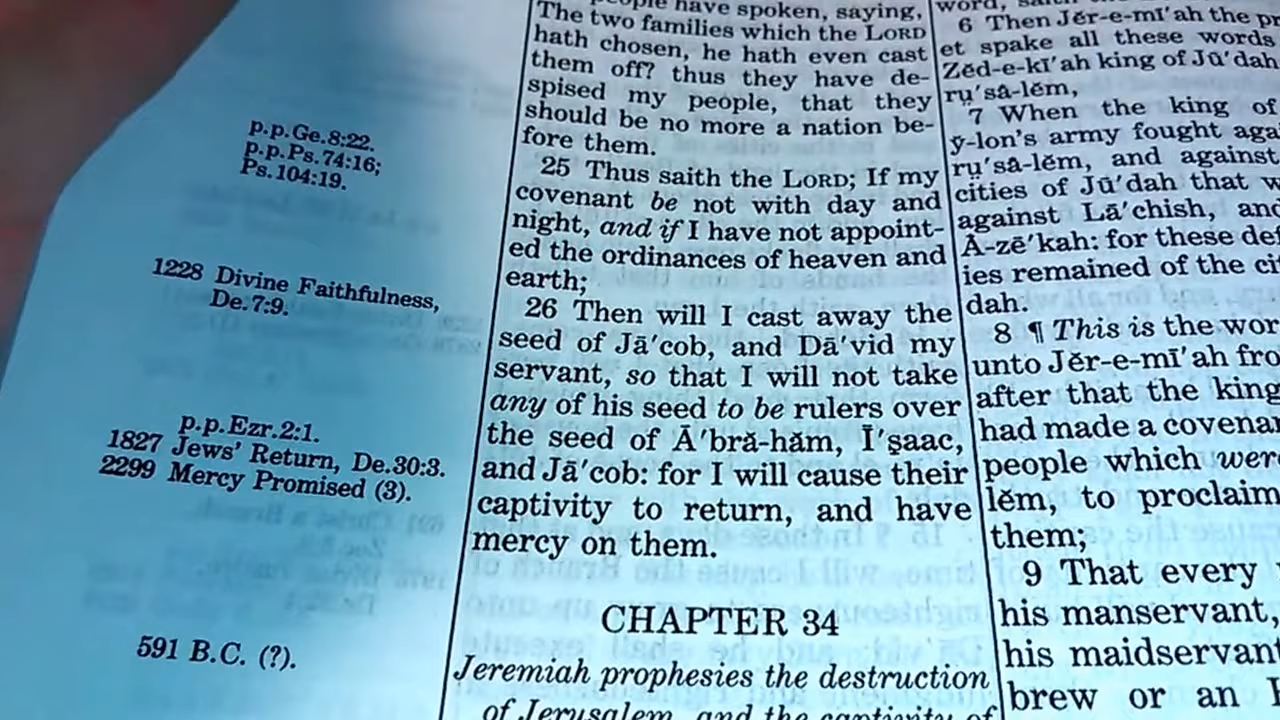 p.p.Ge.8:22.
p.p.Ps.74:16;
Ps.104:19.
1228 Divine Faithfulness,
De.7:9.
p.p.Ezr.2:1.
1827 Jews' Return, De.30:3.
2299 Mercy Promised (3).
591 B.C. (?).
people have spoken, saying,
The two families which the LORD
hath chosen, he hath even cast
them off? thus they have de-
spised my people, that they
should be no more a nation be-
fore them.
25 Thus saith the LORD; If my
covenant be not with day and
night, and if I have not appoint-
ed the ordinances of heaven and
earth;
26 Then will I cast away the
seed of Jā′cob, and Dā′vid my
servant, so that I will not take
any of his seed to be rulers over
the seed of Ā′bră-hăm, Ī′ṣaac,
and Jā′cob: for I will cause their
captivity to return, and have
mercy on them.
CHAPTER 34
Jeremiah prophesies the destruction
of Jerusalem, and the captivity of
word,
6 Then Jĕr-e-mī′ah the pr
et spake all these words
Zĕd-e-kī′ah king of Jū′dah
rụ′sȧ-lĕm,
7 When the king of
ȳ̆-lon's army fought agai
rụ′sȧ-lĕm, and against
cities of Jū′dah that w
against Lā′chish, and
Ȧ-zē′kah: for these def
ies remained of the cit
dah.
8 ¶ This is the wor
unto Jĕr-e-mī′ah fro
after that the king
had made a covenan
people which were
lĕm, to proclaim
them;
9 That every
his manservant,
his maidservant
brew or an